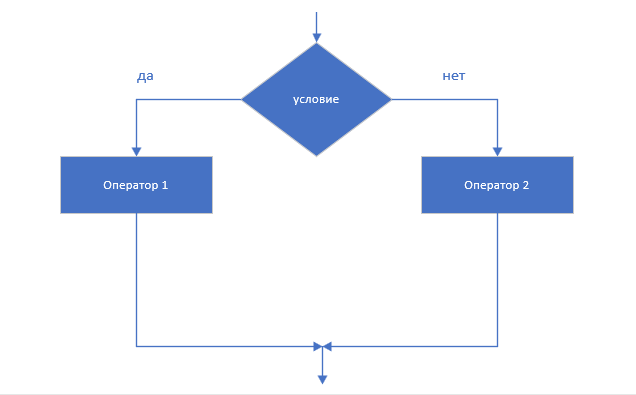 да
нет
условие
Оператор 1
Оператор 2